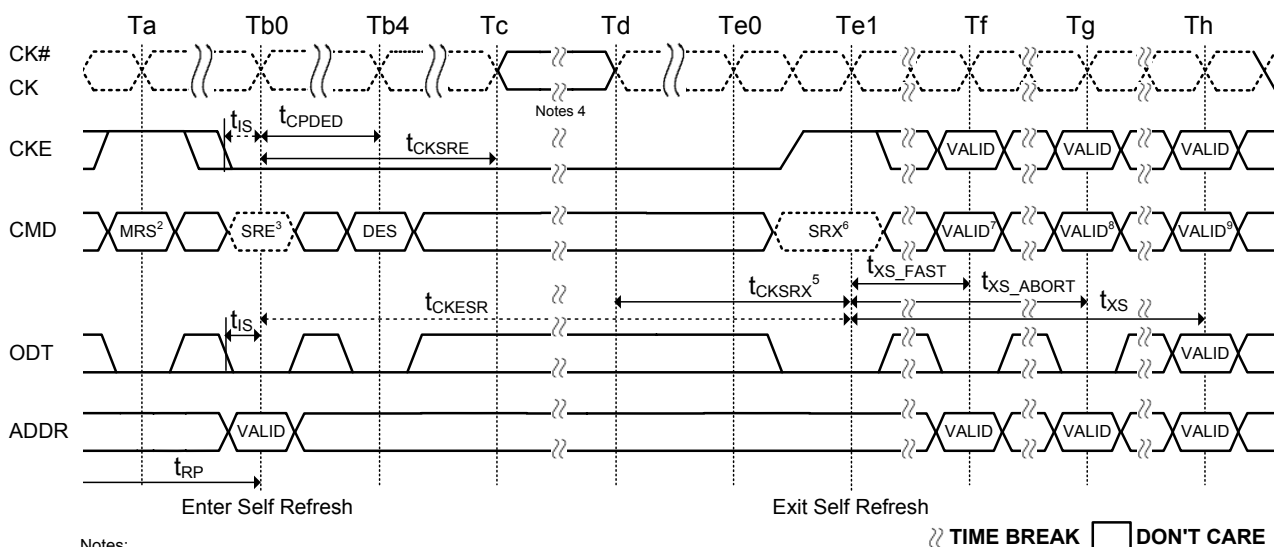 Ta Tb0 Tb4 Tc Td Te0 Te1 Tf Tg Th
CK#
CK
Notes 4
tIS tCPDED
CKE tCKSRE VALID VALID VALID
CMD MRS2 SRE3 DES SRX6 VALID7 VALID8 VALID9
tXS_FAST
tCKSRX5 tXS_ABORT
tCKESR tXS
tIS
ODT VALID
ADDR VALID VALID VALID VALID
tRP
Enter Self Refresh Exit Self Refresh
TIME BREAK DON'T CARE
Notes: